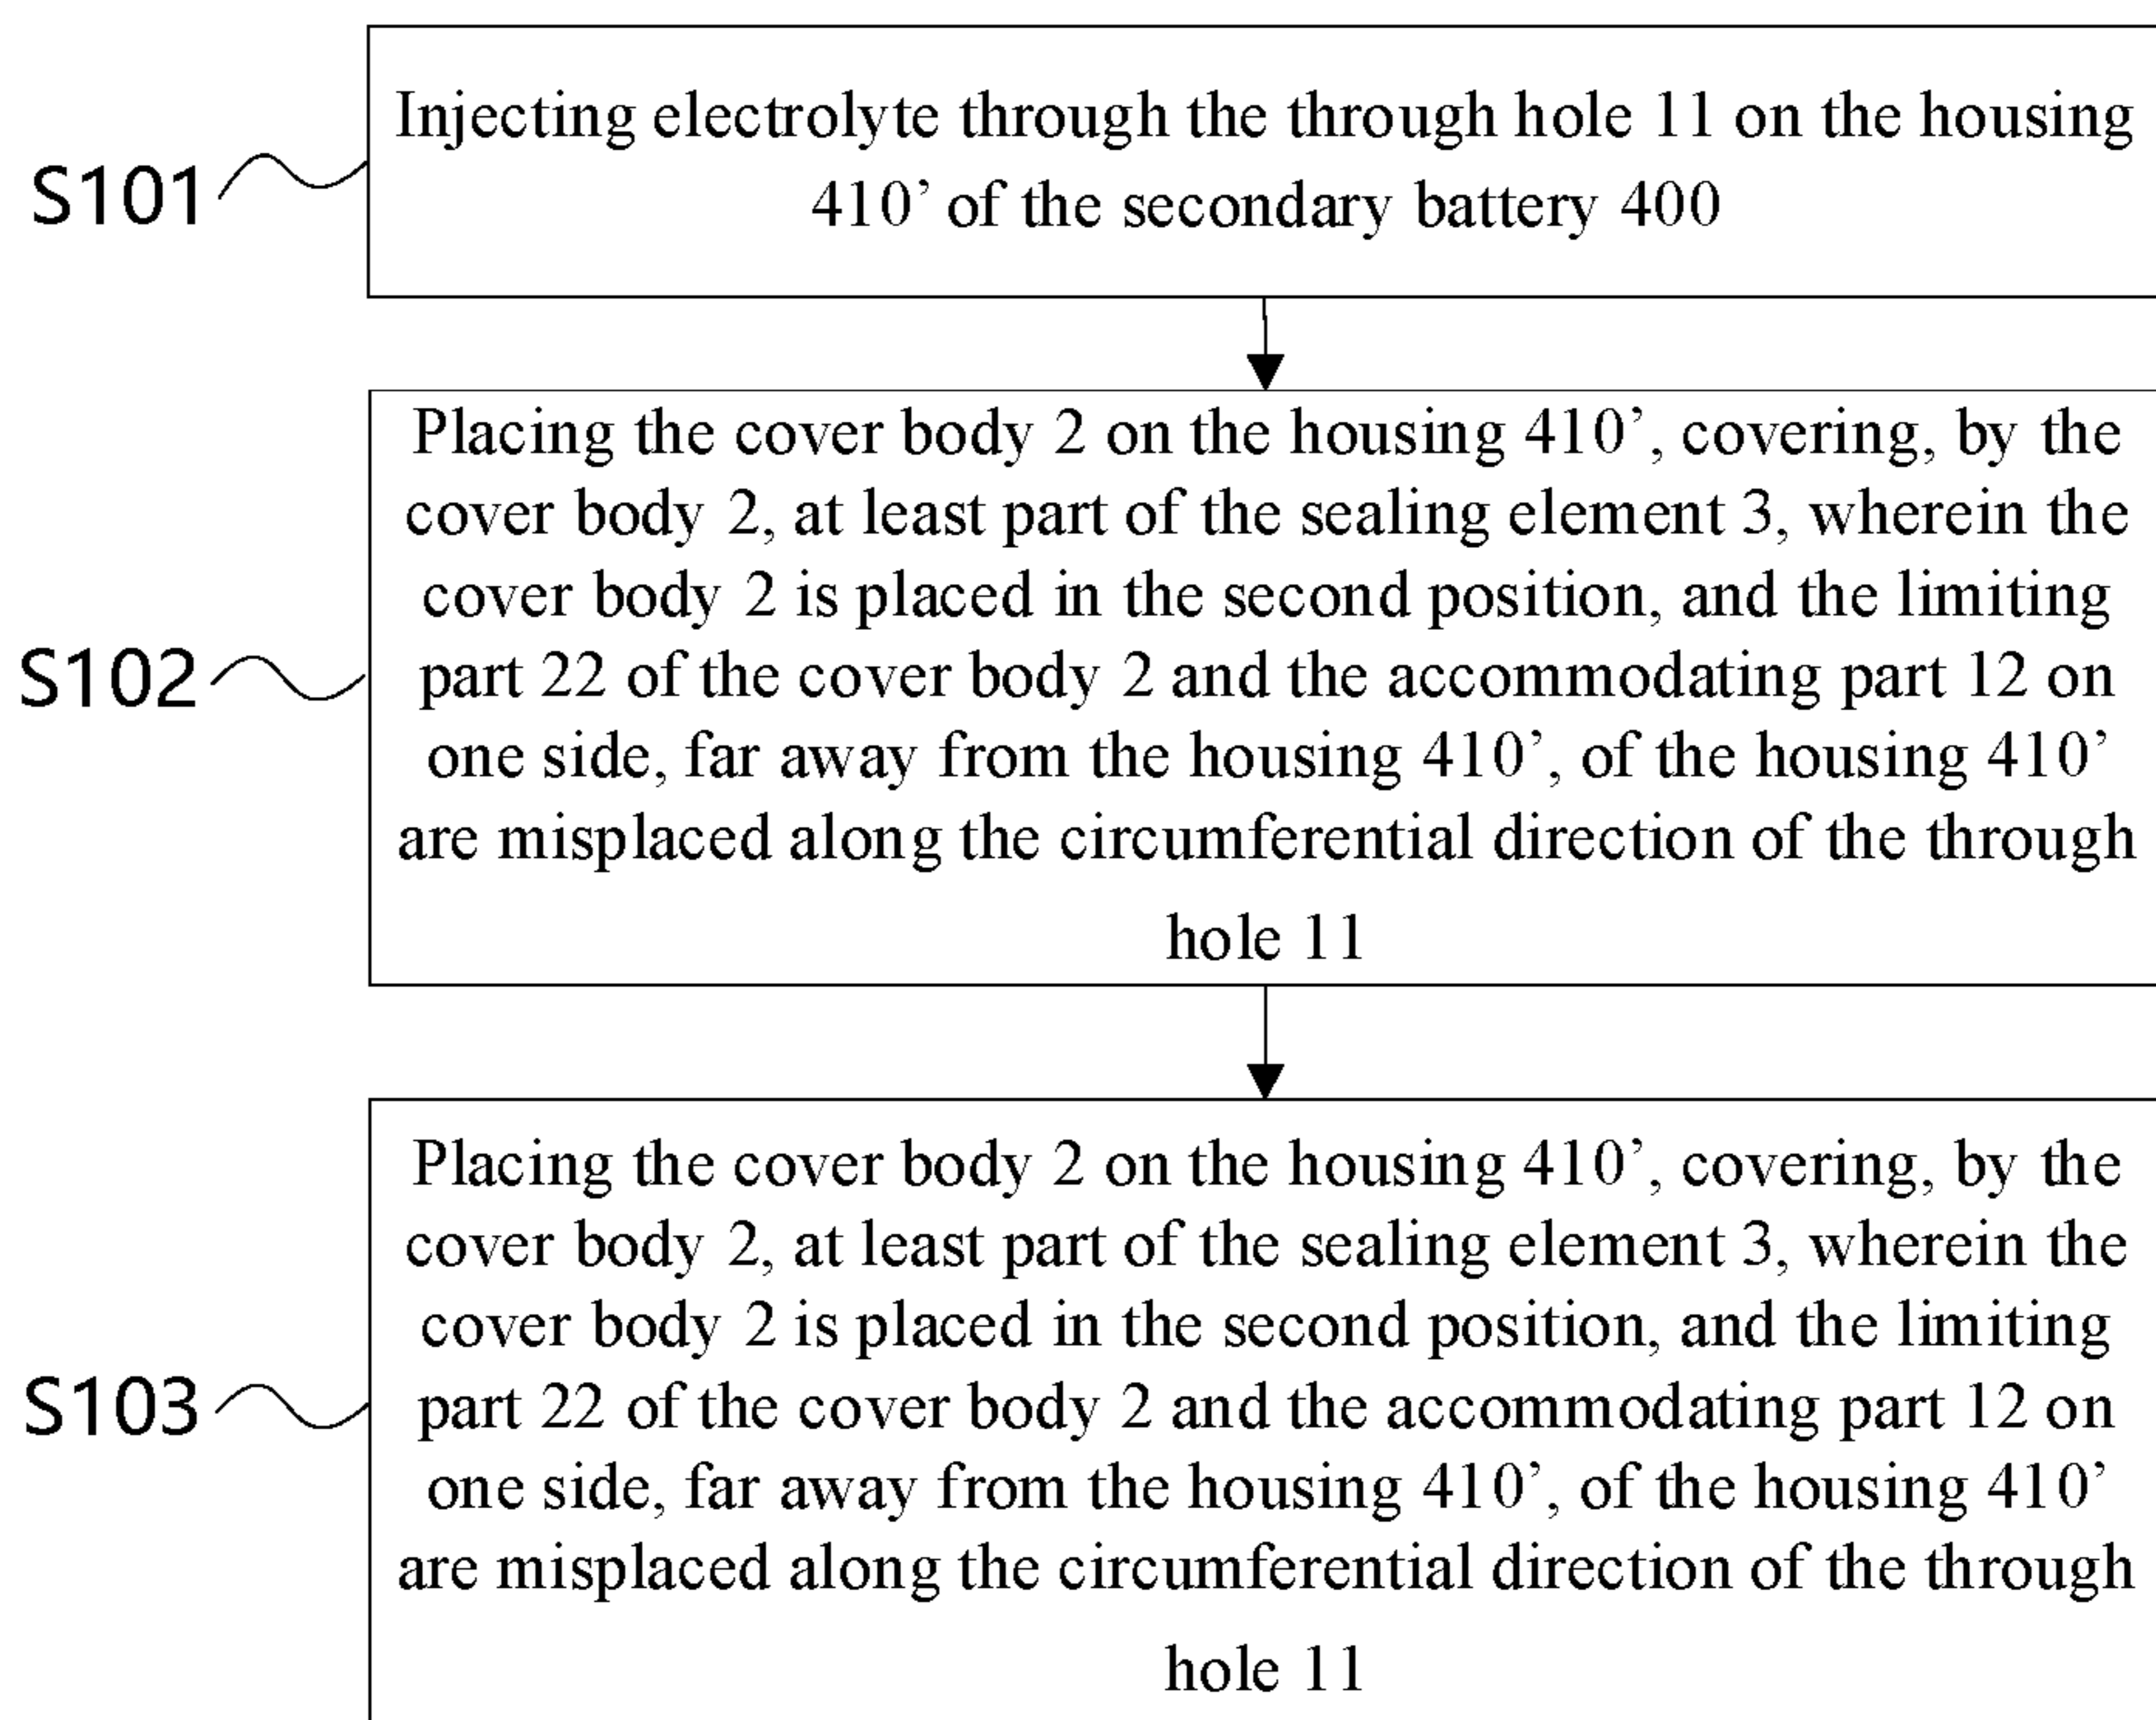 S101
Injecting electrolyte through the through hole 11 on the housing
410’ of the secondary battery 400
S102
Placing the cover body 2 on the housing 410’, covering, by the
cover body 2, at least part of the sealing element 3, wherein the
cover body 2 is placed in the second position, and the limiting
part 22 of the cover body 2 and the accommodating part 12 on
one side, far away from the housing 410’, of the housing 410’
are misplaced along the circumferential direction of the through
hole 11
S103
Placing the cover body 2 on the housing 410’, covering, by the
cover body 2, at least part of the sealing element 3, wherein the
cover body 2 is placed in the second position, and the limiting
part 22 of the cover body 2 and the accommodating part 12 on
one side, far away from the housing 410’, of the housing 410’
are misplaced along the circumferential direction of the through
hole 11